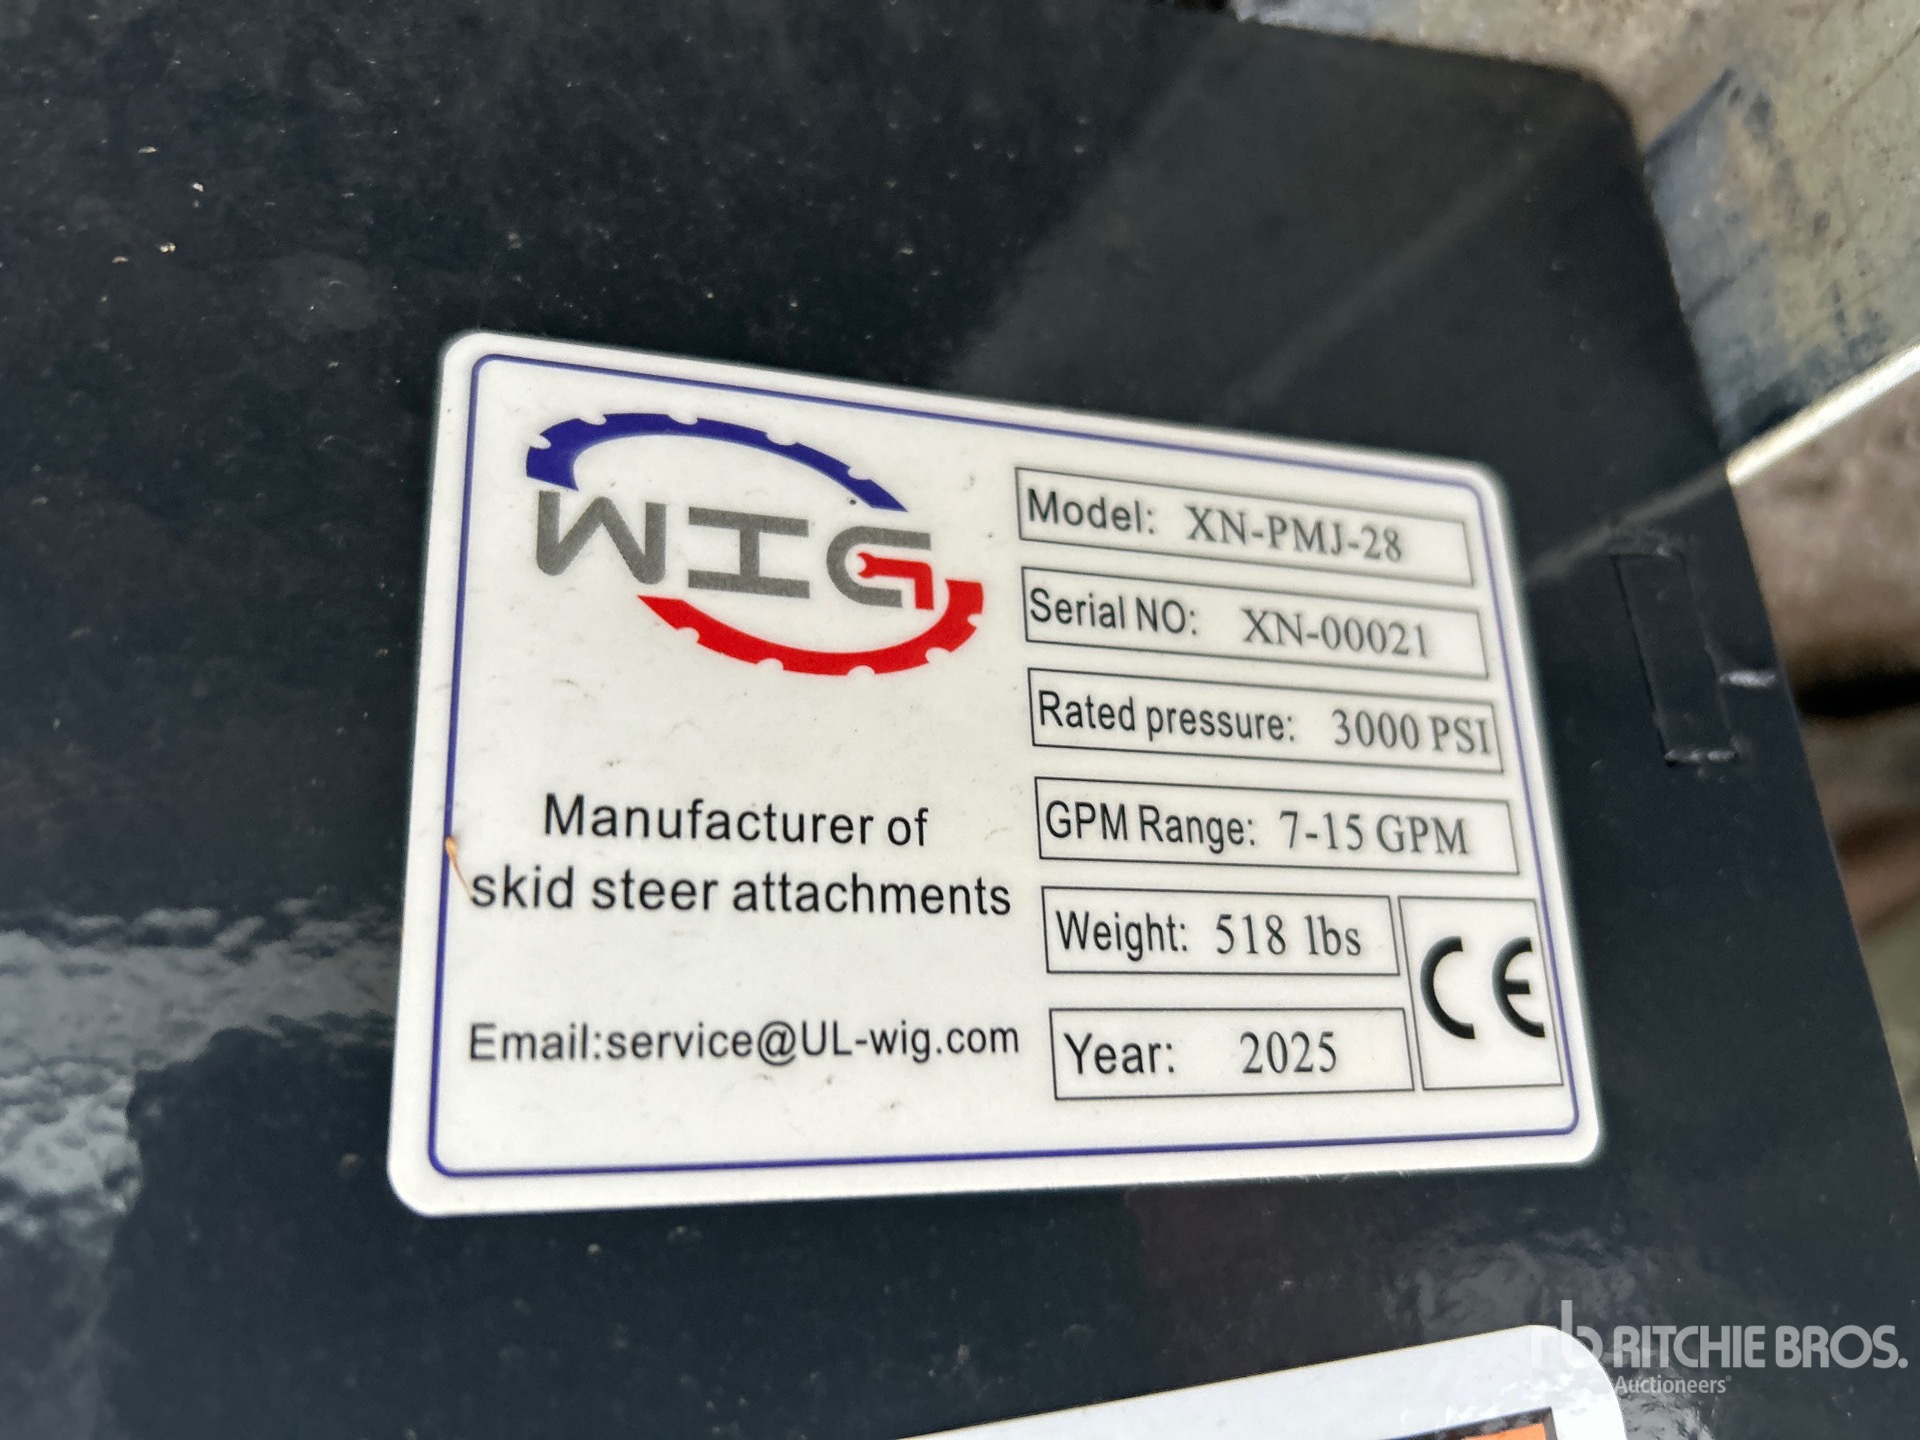 WIG
Manufacturer of
skid steer attachments
Email:service@UL-wig.com
Model: XN-PMJ-28
Serial NO: XN-00021
Rated pressure: 3000 PSI
GPM Range: 7-15 GPM
Weight: 518 lbs
Year: 2025
CE
rb RITCHIE BROS.
Auctioneers